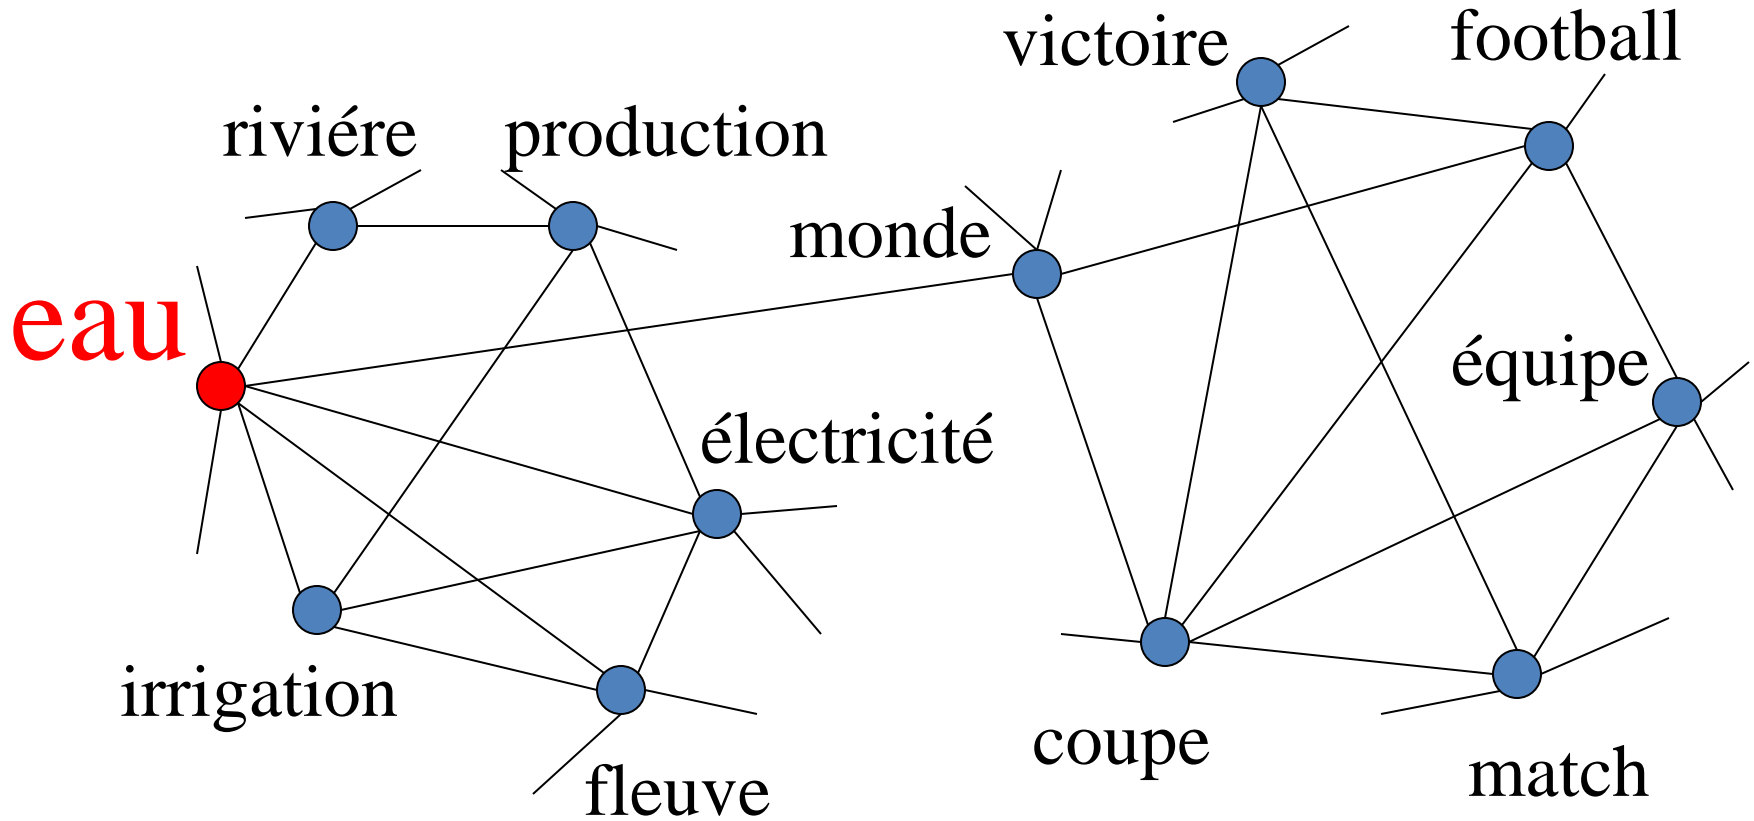 victoire
football
riviére
production
monde
eau
équipe
électricité
irrigation
coupe
match
fleuve